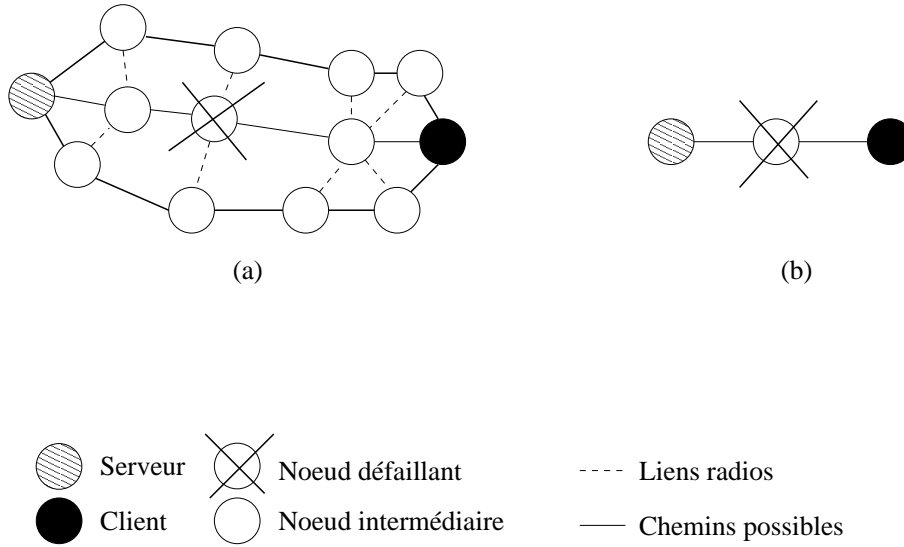 (a)
(b)
Serveur
Noeud défaillant
Liens radios
Client
Noeud intermédiaire
Chemins possibles